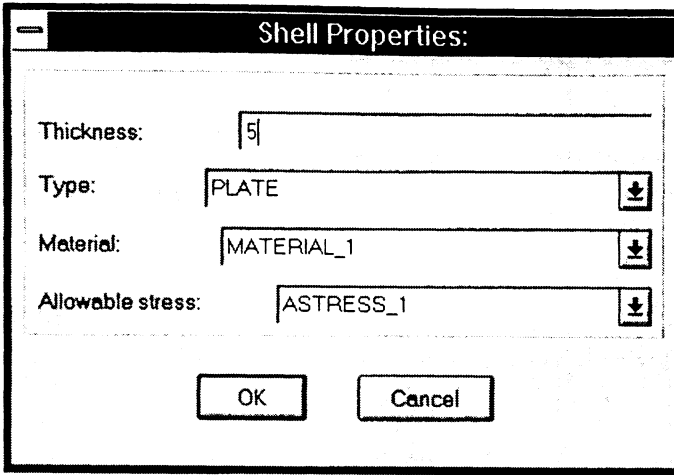 Shell Properties:
Thickness: 5
Type: PLATE
Material: MATERIAL_1
Allowable stress: ASTRESS_1
OK Cancel